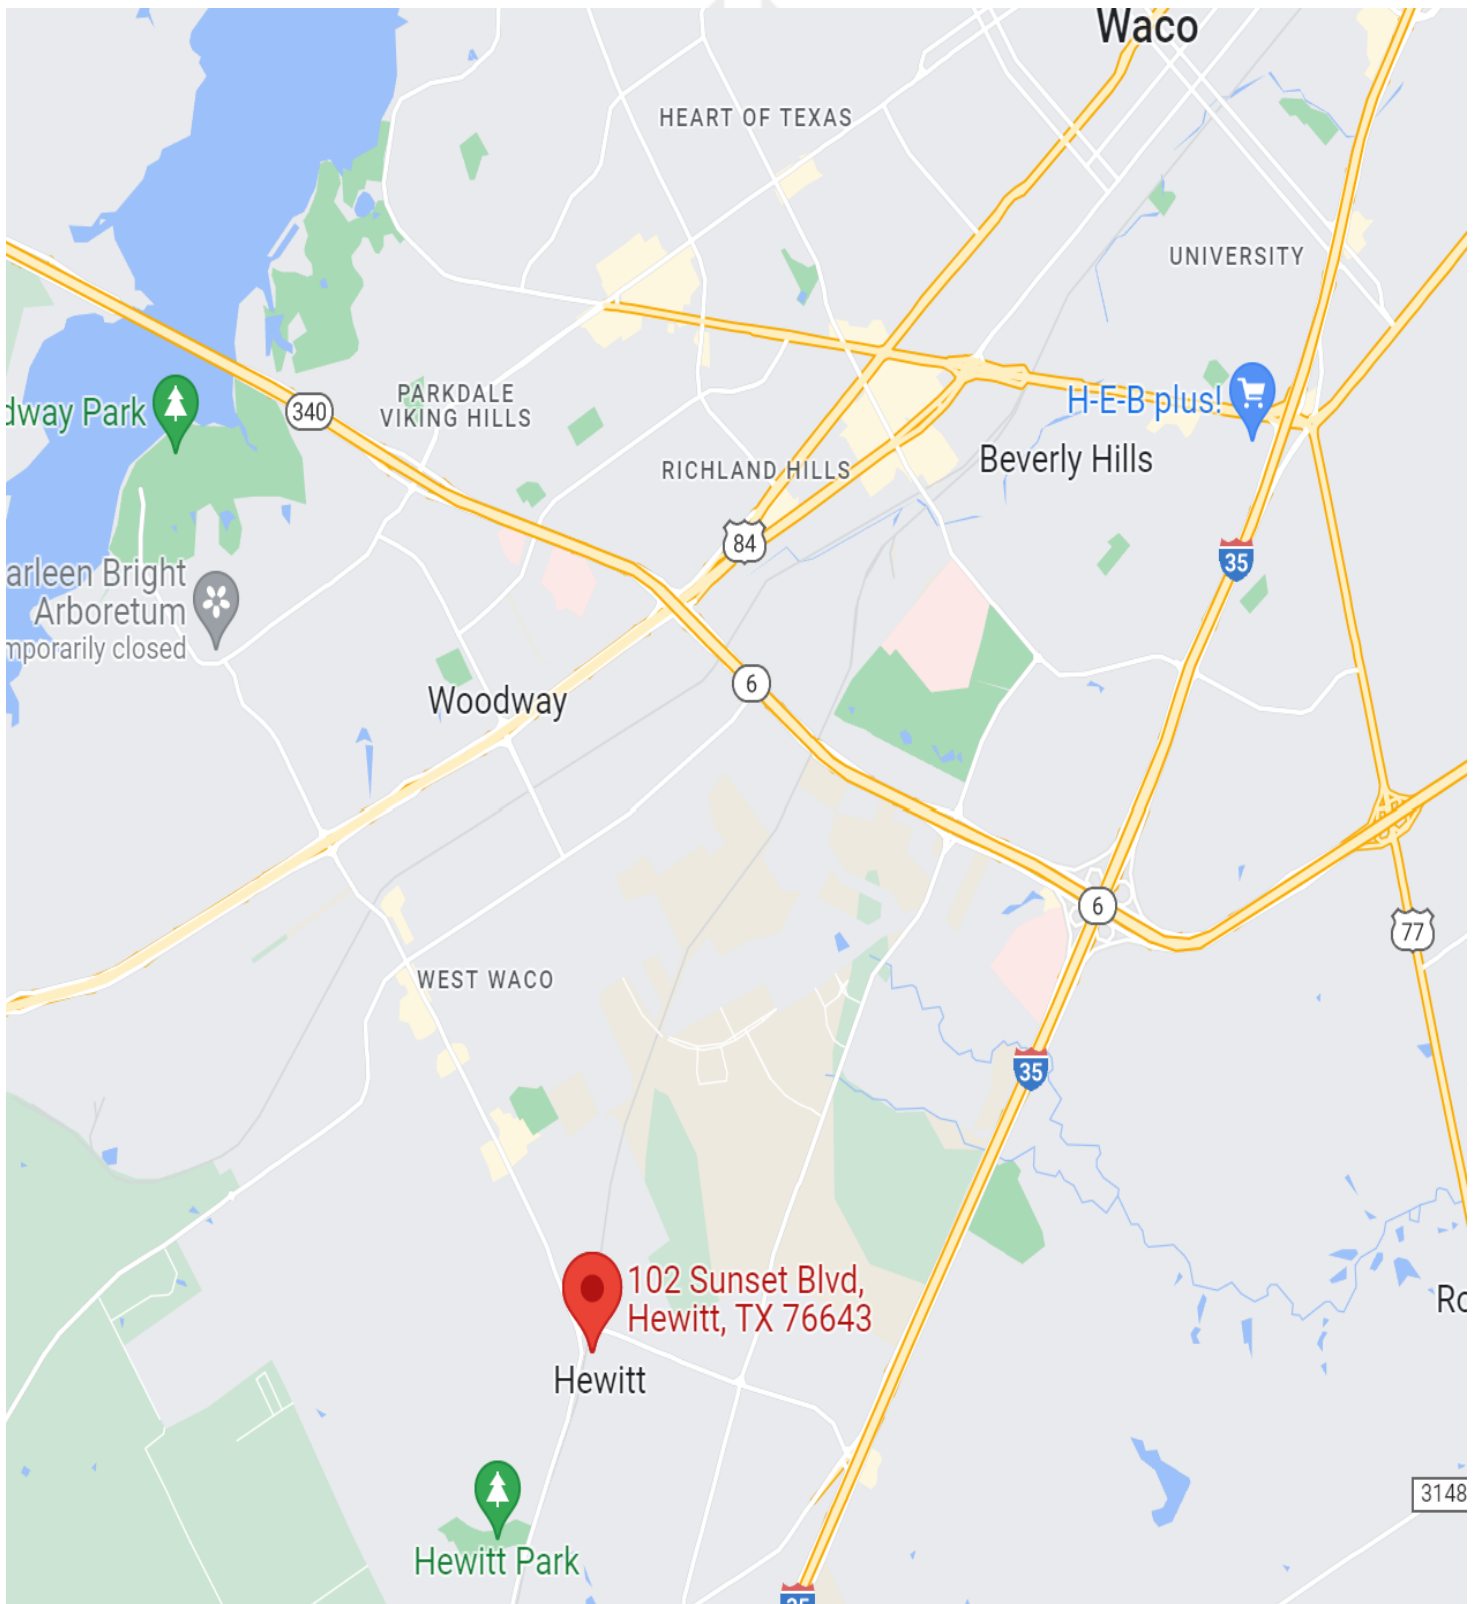 Waco
HEART OF TEXAS
UNIVERSITY
340
PARKDALE
VIKING HILLS
dway Park
H-E-B plus!
Beverly Hills
RICHLAND HILLS
84
35
arleen Bright
Arboretum
mporarily closed
6
Woodway
6
77
WEST WACO
35
102 Sunset Blvd,
Hewitt, TX 76643
Ro
Hewitt
3148
Hewitt Park
35